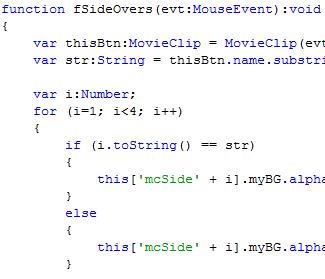 function fSideOvers(evt:MouseEvent):void
{
    var thisBtn:MovieClip = MovieClip(evt
    var str:String = thisBtn.name.substri

    var i:Number;
    for (i=1; i<4; i++)
    {
        if (i.toString() == str)
        {
            this['mcSide' + i].myBG.alpha
        }
        else
        {
            this['mcSide' + i].myBG.alpha
        }